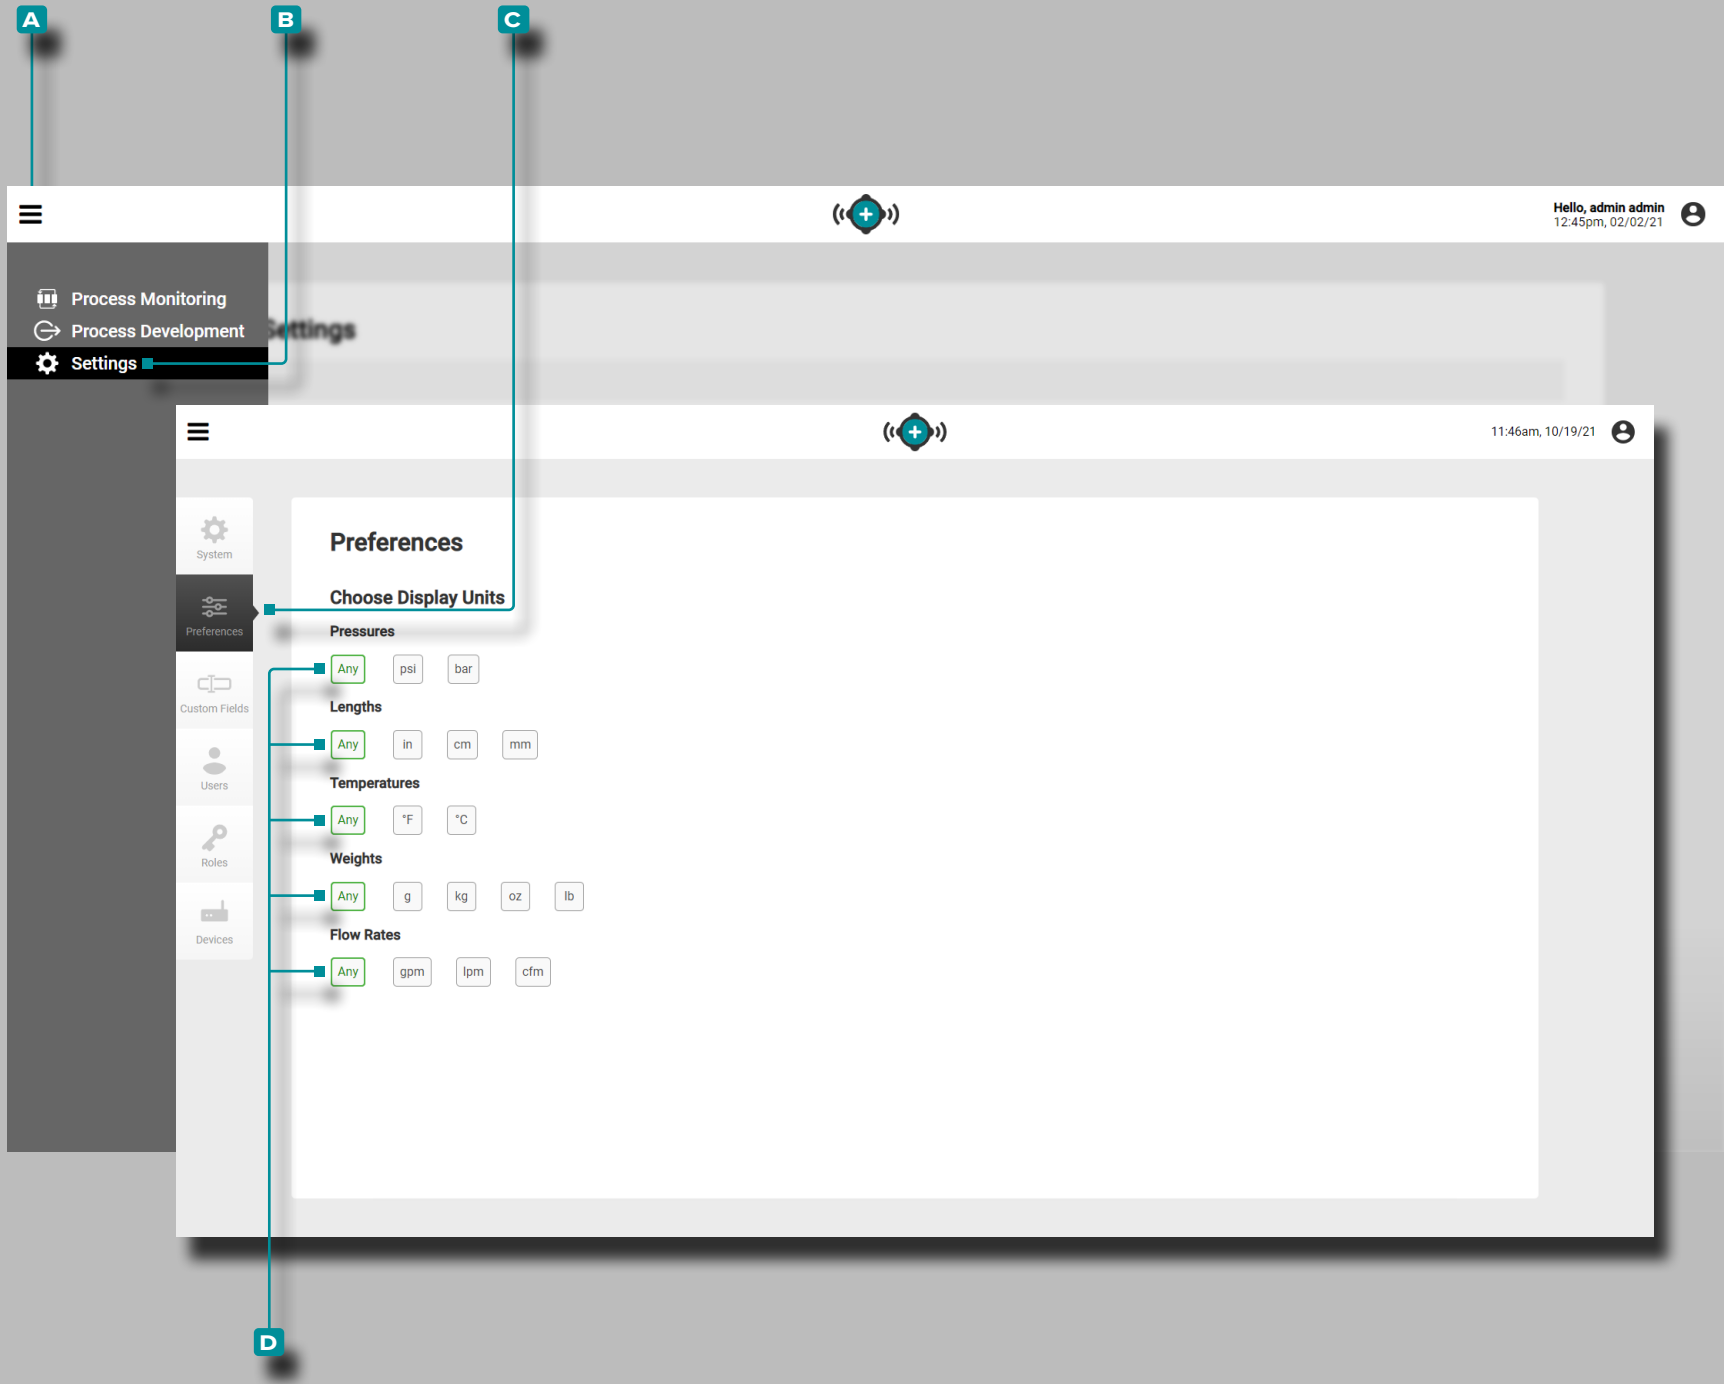 A
B
C
Hello, admin admin
12:45pm, 02/02/21
Process Monitoring
Process Development
Settings
Settings
11:46am, 10/19/21
System
Preferences
Custom Fields
Users
Roles
Devices
Preferences
Choose Display Units
Pressures
Any psi bar
Lengths
Any in cm mm
Temperatures
Any °F °C
Weights
Any g kg oz lb
Flow Rates
Any gpm lpm cfm
D